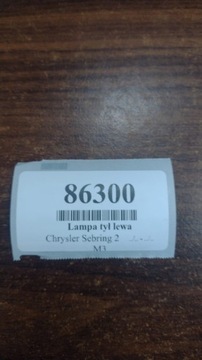 86300
Lampa tył lewa
Chrysler Sebring 2
M3